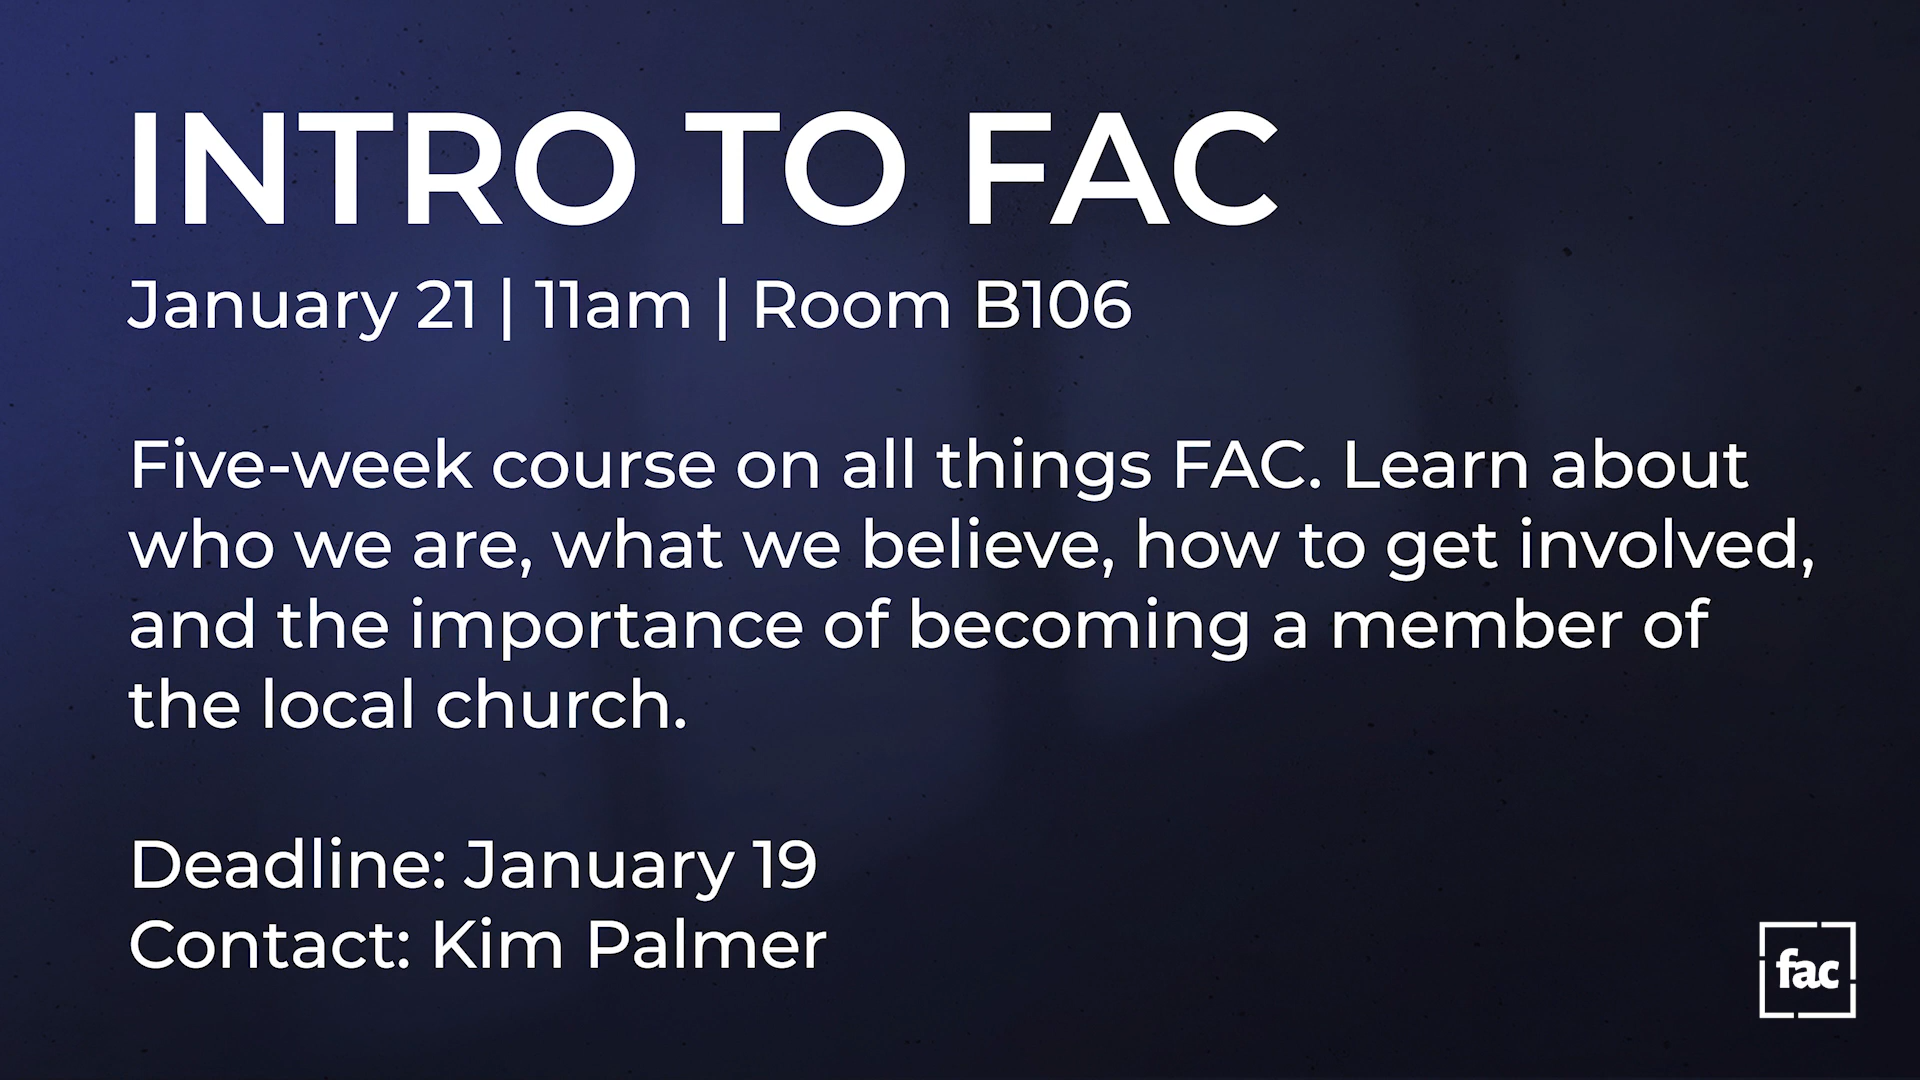 INTRO TO FAC
January 21 | 11am | Room B106
Five-week course on all things FAC. Learn about
who we are, what we believe, how to get involved,
and the importance of becoming a member of
the local church.
Deadline: January 19
Contact: Kim Palmer
fac